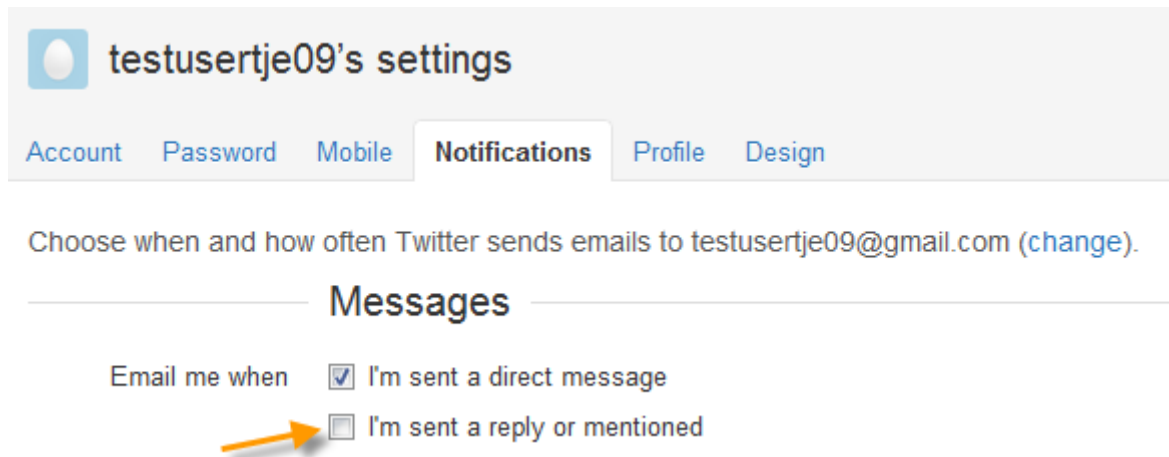 testusertje09's settings
Account Password Mobile Notifications Profile Design
Choose when and how often Twitter sends emails to testusertje09@gmail.com (change).
Messages
Email me when I'm sent a direct message
I'm sent a reply or mentioned